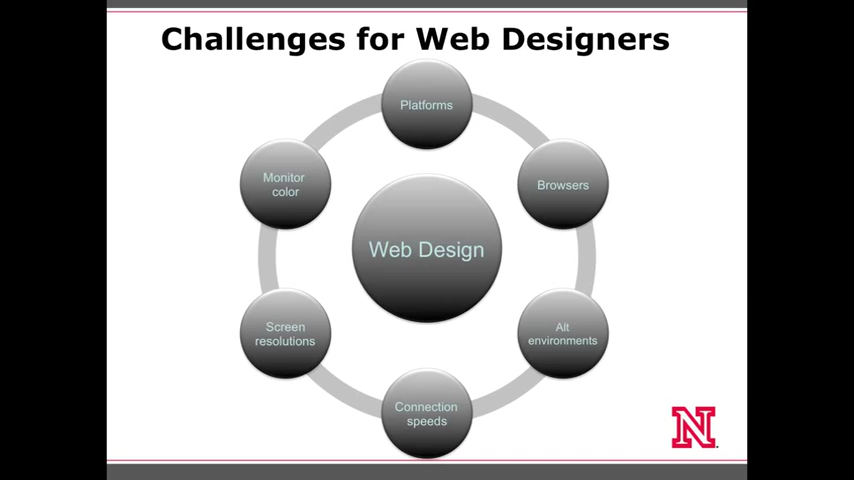 Challenges for Web Designers
Platforms
Monitor
color
Browsers
Web Design
Screen
resolutions
Alt
environments
Connection
speeds
N